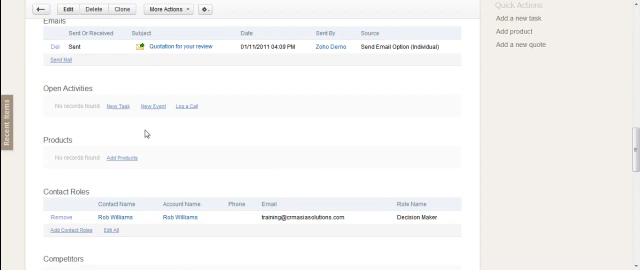 Edit Delete Clone More Actions
Quick Actions
Add a new task
Add product
Add a new quote
Recent Items
Emails
Sent Or Received Subject Date Sent By Source
Del Sent Quotation for your review 01/11/2011 04:09 PM Zoho Demo Send Email Option (Individual)
Send Mail
Open Activities
No records found New Task New Event Log a Call
Products
No records found Add Products
Contact Roles
Contact Name Account Name Phone Email Role Name
Remove Rob Williams Rob Williams training@crmasiasolutions.com Decision Maker
Add Contact Roles Edit All
Competitors